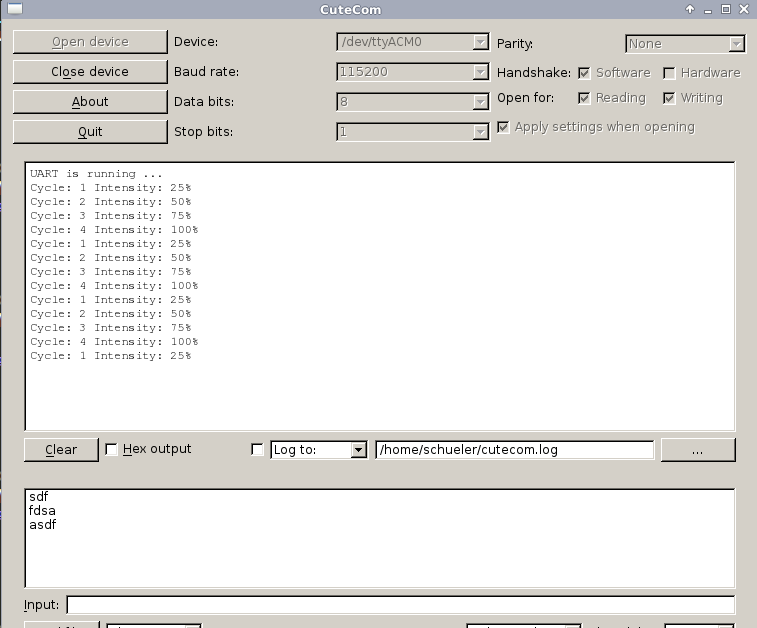 CuteCom
Open device
Device:
/dev/ttyACM0
Parity:
None
Close device
Baud rate:
115200
Handshake:
Software
Hardware
About
Data bits:
8
Open for:
Reading
Writing
Quit
Stop bits:
1
Apply settings when opening
UART is running ...
Cycle: 1 Intensity: 25%
Cycle: 2 Intensity: 50%
Cycle: 3 Intensity: 75%
Cycle: 4 Intensity: 100%
Cycle: 1 Intensity: 25%
Cycle: 2 Intensity: 50%
Cycle: 3 Intensity: 75%
Cycle: 4 Intensity: 100%
Cycle: 1 Intensity: 25%
Cycle: 2 Intensity: 50%
Cycle: 3 Intensity: 75%
Cycle: 4 Intensity: 100%
Cycle: 1 Intensity: 25%
Clear
Hex output
Log to:
/home/schueler/cutecom.log
...
sdf
fdsa
asdf
Input: